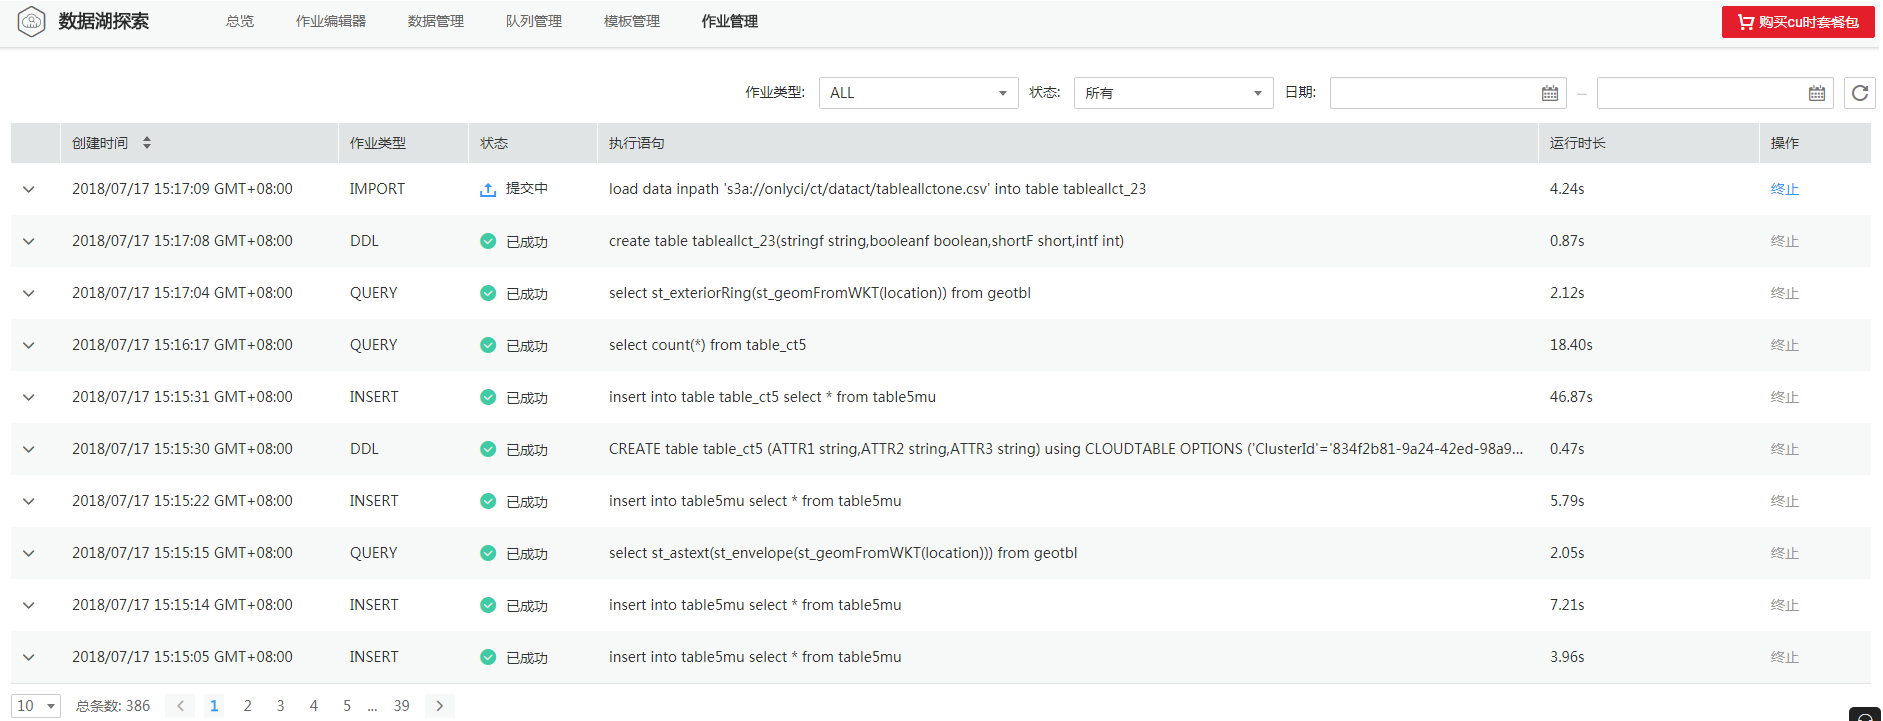 数据湖探索 总览 作业编辑器 数据管理 队列管理 模板管理 作业管理 购买cu时套餐包
作业类型: ALL 状态: 所有 日期: –
创建时间 作业类型 状态 执行语句 运行时长 操作
2018/07/17 15:17:09 GMT+08:00 IMPORT 提交中 load data inpath 's3a://onlyci/ct/datact/tableallctone.csv' into table tableallct_23 4.24s 终止
2018/07/17 15:17:08 GMT+08:00 DDL 已成功 create table tableallct_23(stringf string,booleanf boolean,shortF short,intf int) 0.87s 终止
2018/07/17 15:17:04 GMT+08:00 QUERY 已成功 select st_exteriorRing(st_geomFromWKT(location)) from geotbl 2.12s 终止
2018/07/17 15:16:17 GMT+08:00 QUERY 已成功 select count(*) from table_ct5 18.40s 终止
2018/07/17 15:15:31 GMT+08:00 INSERT 已成功 insert into table table_ct5 select * from table5mu 46.87s 终止
2018/07/17 15:15:30 GMT+08:00 DDL 已成功 CREATE table table_ct5 (ATTR1 string,ATTR2 string,ATTR3 string) using CLOUDTABLE OPTIONS ('ClusterId'='834f2b81-9a24-42ed-98a9... 0.47s 终止
2018/07/17 15:15:22 GMT+08:00 INSERT 已成功 insert into table5mu select * from table5mu 5.79s 终止
2018/07/17 15:15:15 GMT+08:00 QUERY 已成功 select st_astext(st_envelope(st_geomFromWKT(location))) from geotbl 2.05s 终止
2018/07/17 15:15:14 GMT+08:00 INSERT 已成功 insert into table5mu select * from table5mu 7.21s 终止
2018/07/17 15:15:05 GMT+08:00 INSERT 已成功 insert into table5mu select * from table5mu 3.96s 终止
10 总条数: 386 < 1 2 3 4 5 ... 39 >